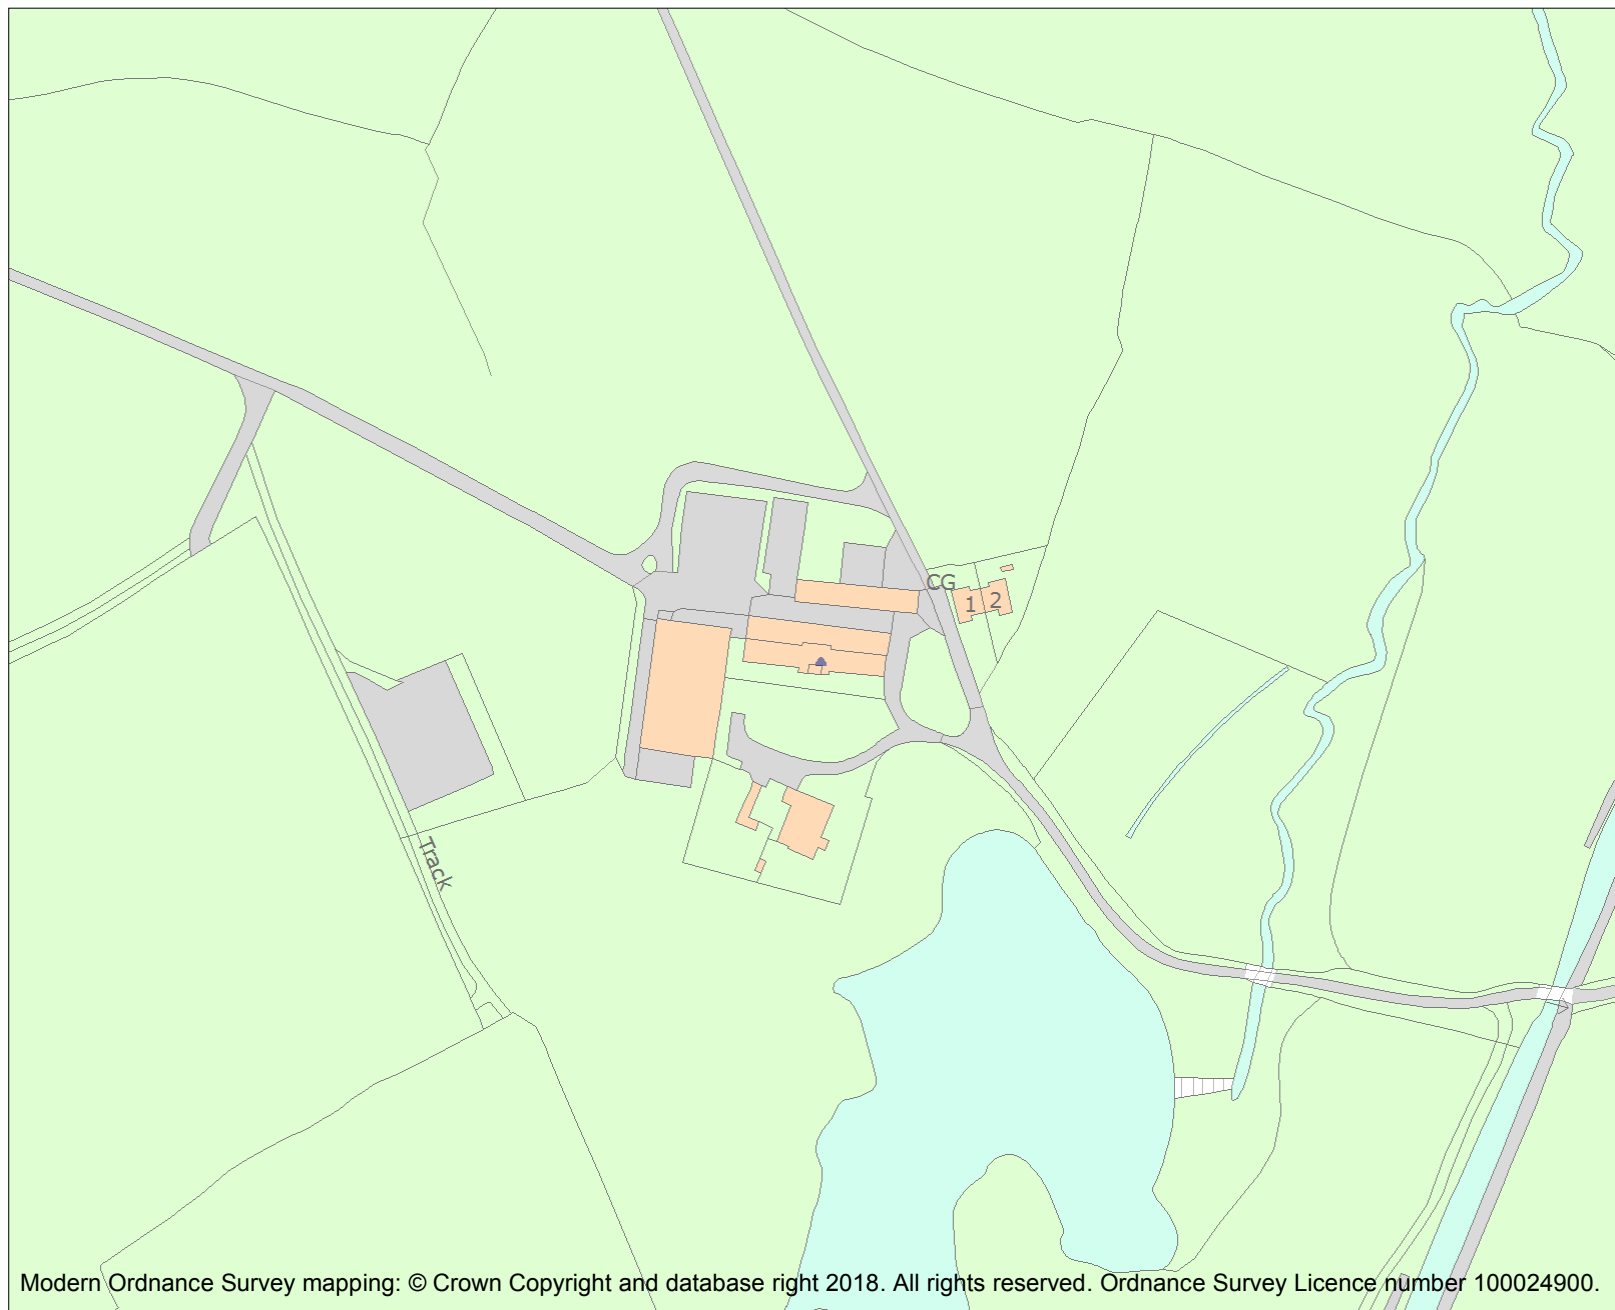 CG
1 2
Track
Modern Ordnance Survey mapping: © Crown Copyright and database right 2018. All rights reserved. Ordnance Survey Licence number 100024900.